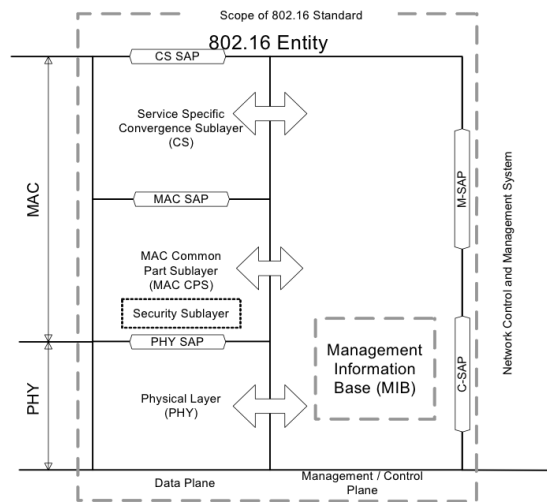 Scope of 802.16 Standard
802.16 Entity
CS SAP
Service Specific
Convergence Sublayer
(CS)
MAC SAP
MAC
M-SAP
Network Control and Management System
MAC Common
Part Sublayer
(MAC CPS)
Security Sublayer
PHY SAP
PHY
Physical Layer
(PHY)
Management
Information
Base (MIB)
C-SAP
Data Plane
Management / Control
Plane